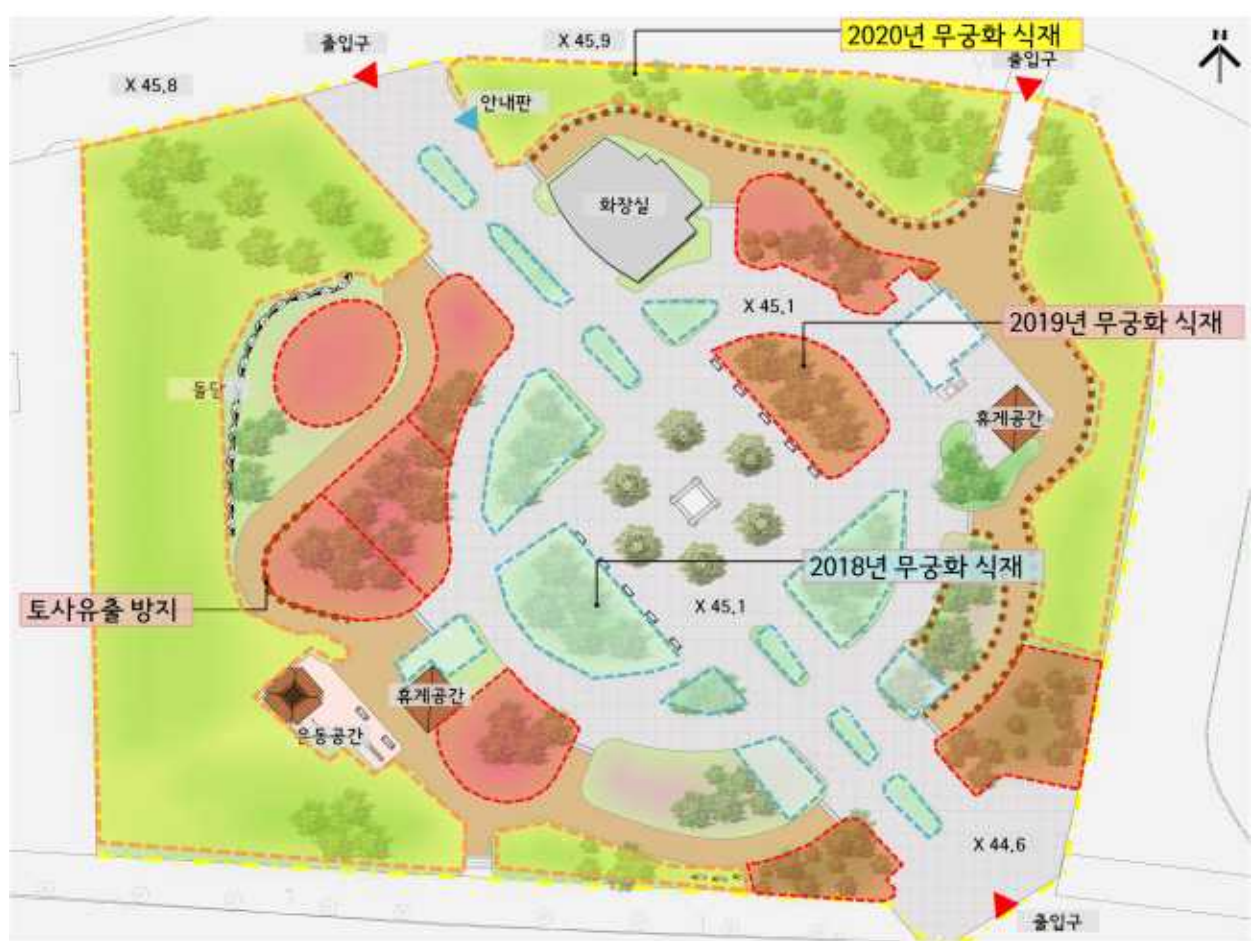 2020년 무궁화 식재
N
출입구
X 45.9
출입구
X 45.8
안내판
화장실
X 45.1
2019년 무궁화 식재
돌담
휴게공간
2018년 무궁화 식재
X 45.1
토사유출 방지
휴게공간
운동공간
X 44.6
출입구